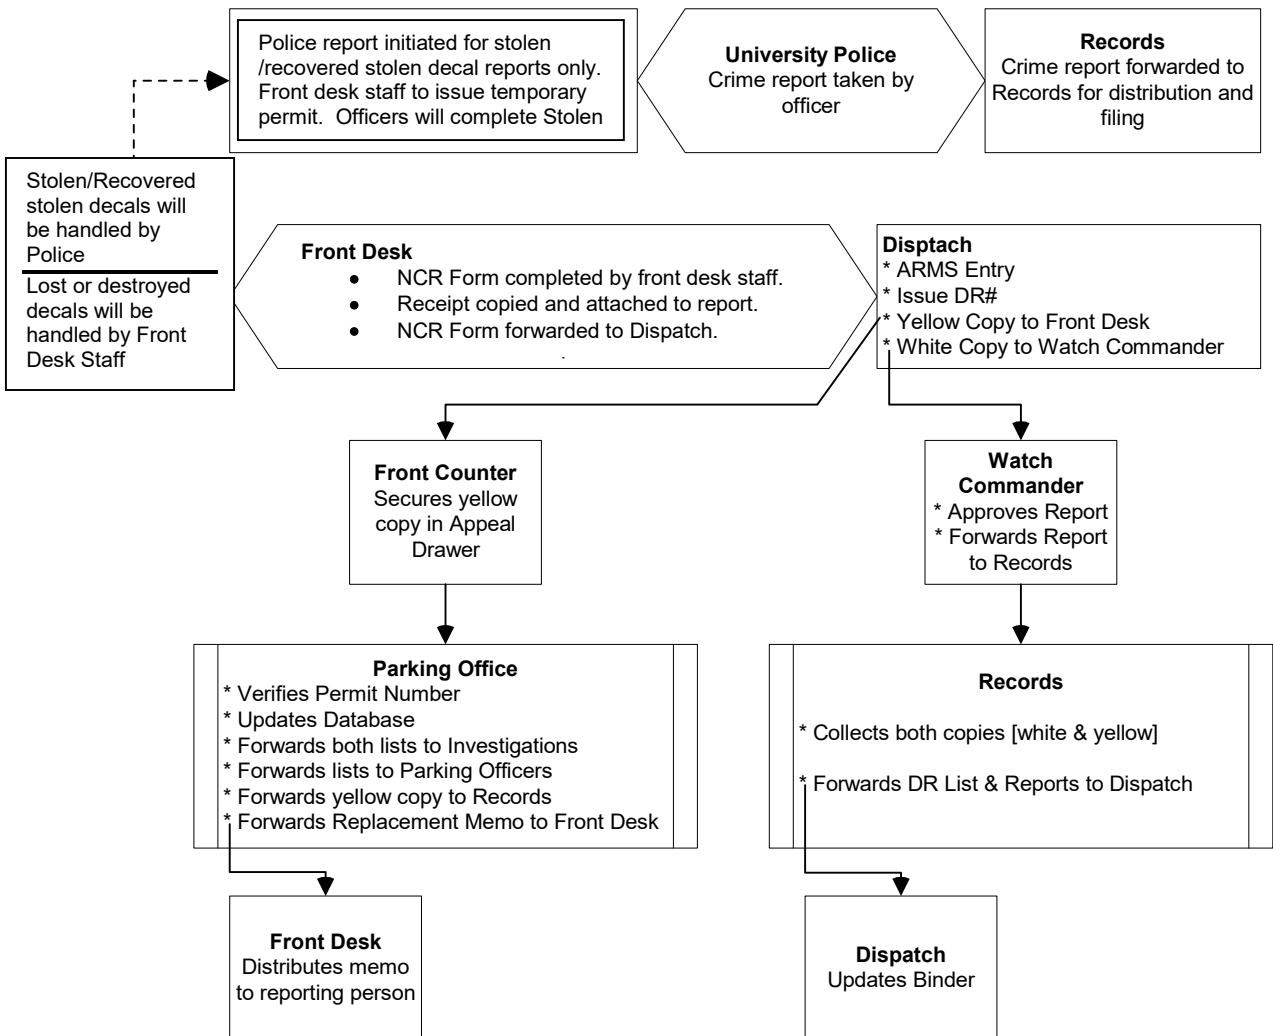 Police report initiated for stolen
/recovered stolen decal reports only.
Front desk staff to issue temporary
permit.  Officers will complete Stolen
University Police
Crime report taken by
officer
Records
Crime report forwarded to
Records for distribution and
filing
Stolen/Recovered
stolen decals will
be handled by
Police
Lost or destroyed
decals will be
handled by Front
Desk Staff
Front Desk
● NCR Form completed by front desk staff.
● Receipt copied and attached to report.
● NCR Form forwarded to Dispatch.
.
Disptach
* ARMS Entry
* Issue DR#
* Yellow Copy to Front Desk
* White Copy to Watch Commander
Front Counter
Secures yellow
copy in Appeal
Drawer
Watch
Commander
* Approves Report
* Forwards Report
to Records
Parking Office
* Verifies Permit Number
* Updates Database
* Forwards both lists to Investigations
* Forwards lists to Parking Officers
* Forwards yellow copy to Records
* Forwards Replacement Memo to Front Desk
Records
* Collects both copies [white & yellow]
* Forwards DR List & Reports to Dispatch
Front Desk
Distributes memo
to reporting person
Dispatch
Updates Binder